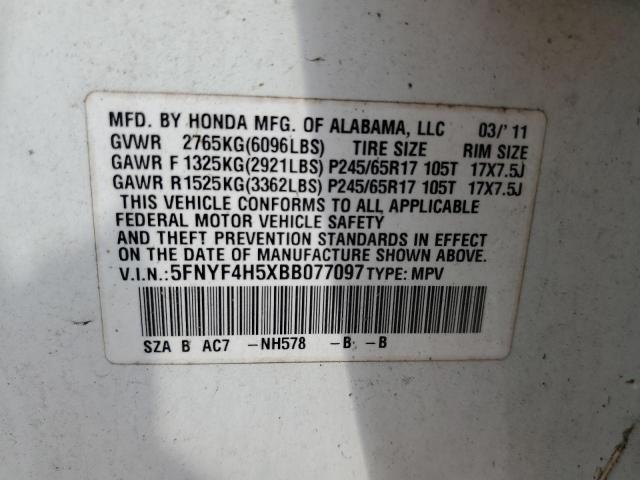 MFD. BY HONDA MFG. OF ALABAMA, LLC 03/'11
GVWR 2765KG(6096LBS) TIRE SIZE RIM SIZE
GAWR F 1325KG(2921LBS) P245/65R17 105T 17X7.5J
GAWR R 1525KG(3362LBS) P245/65R17 105T 17X7.5J
THIS VEHICLE CONFORMS TO ALL APPLICABLE
FEDERAL MOTOR VEHICLE SAFETY
AND THEFT PREVENTION STANDARDS IN EFFECT
ON THE DATE OF MANUFACTURE SHOWN ABOVE.
V.I.N.:5FNYF4H5XBB077097 TYPE: MPV
SZA B AC7 -NH578 -B -B